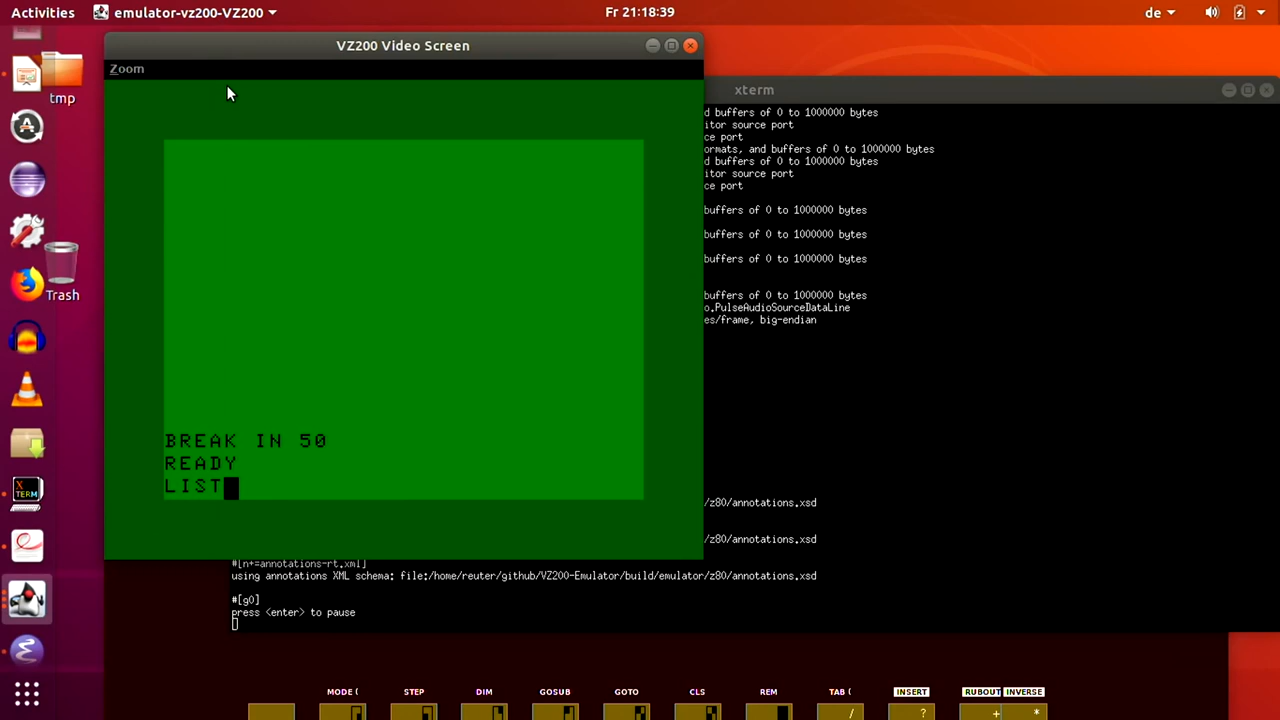 Activities
emulator-vz200-VZ200
Fr 21:18:39
de
VZ200 Video Screen
Zoom
tmp
Trash
XTERM
BREAK IN 50
READY
LIST
xterm
d buffers of 0 to 1000000 bytes
itor source port
ce port
ormats, and buffers of 0 to 1000000 bytes
d buffers of 0 to 1000000 bytes
itor source port
ce port
buffers of 0 to 1000000 bytes
buffers of 0 to 1000000 bytes
buffers of 0 to 1000000 bytes
buffers of 0 to 1000000 bytes
o.PulseAudioSourceDataLine
es/frame, big-endian
/z80/annotations.xsd
/z80/annotations.xsd
#[n+=annotations-rt.xml]
using annotations XML schema: file:/home/reuter/github/VZ200-Emulator/build/emulator/z80/annotations.xsd
#[g0]
press <enter> to pause
MODE ( STEP DIM GOSUB GOTO CLS REM TAB ( INSERT RUBOUT INVERSE
/ ? + *